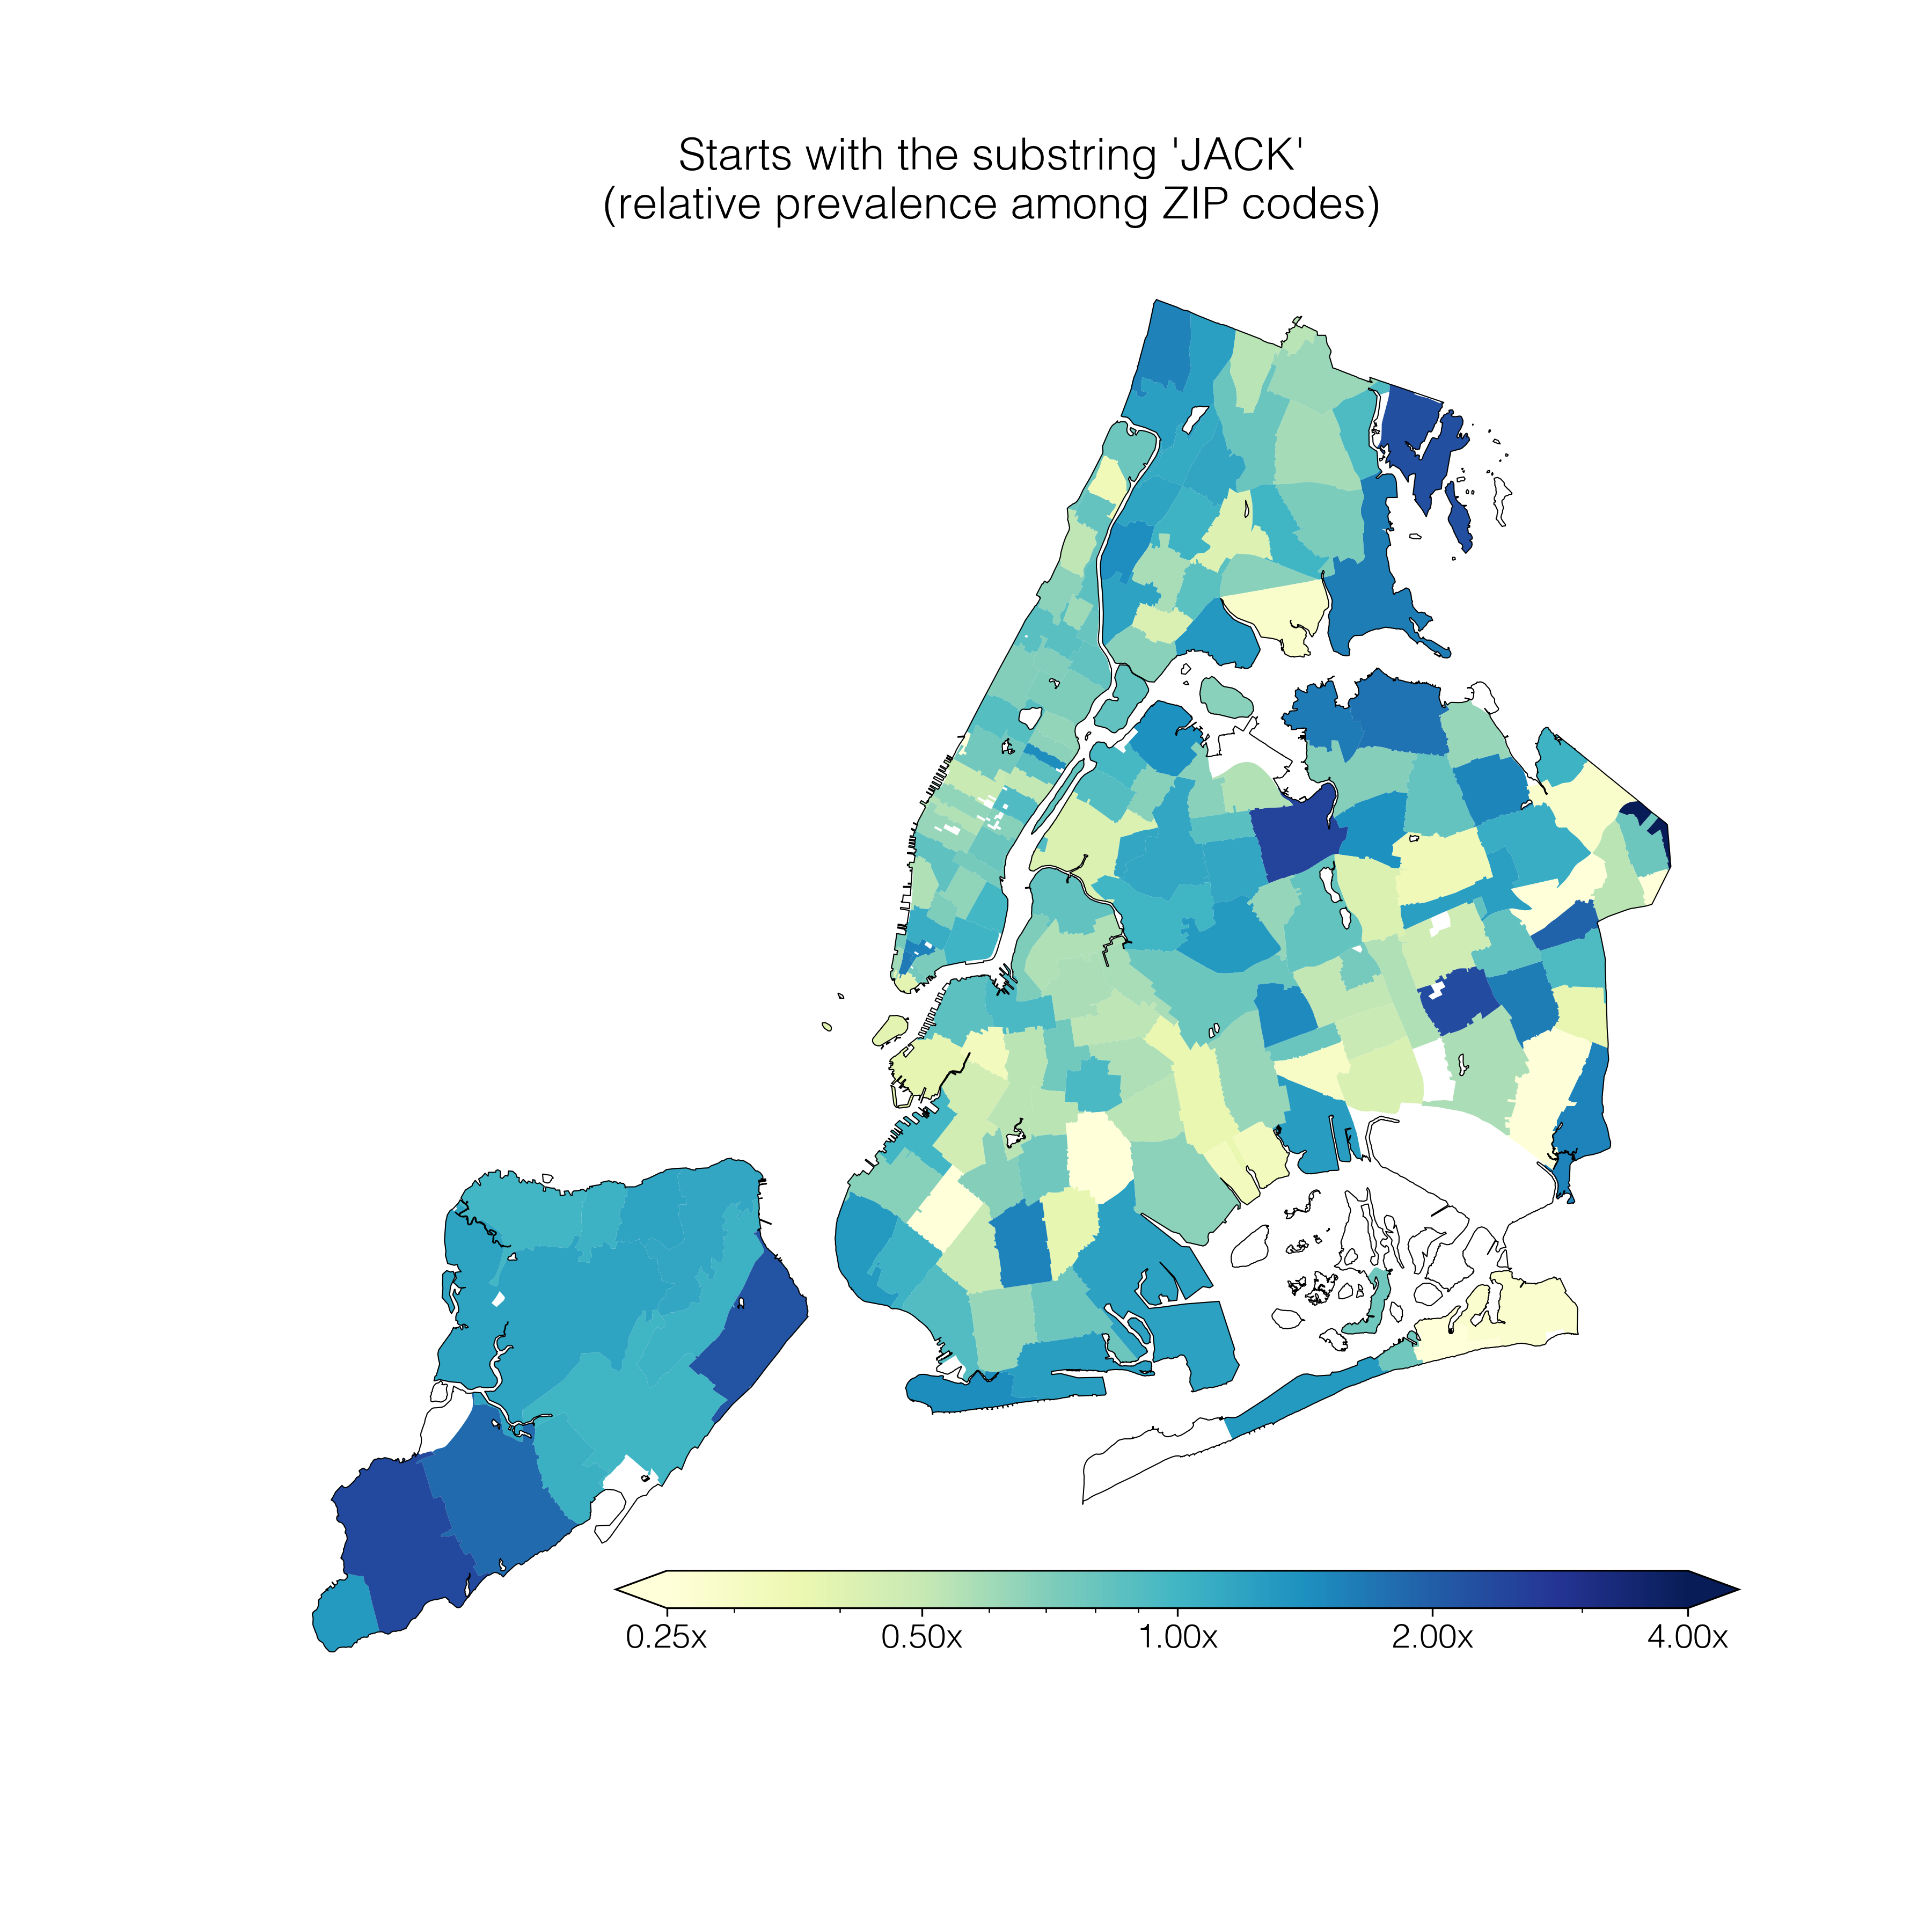 Starts with the substring 'JACK'
(relative prevalence among ZIP codes)
0.25x 0.50x 1.00x 2.00x 4.00x